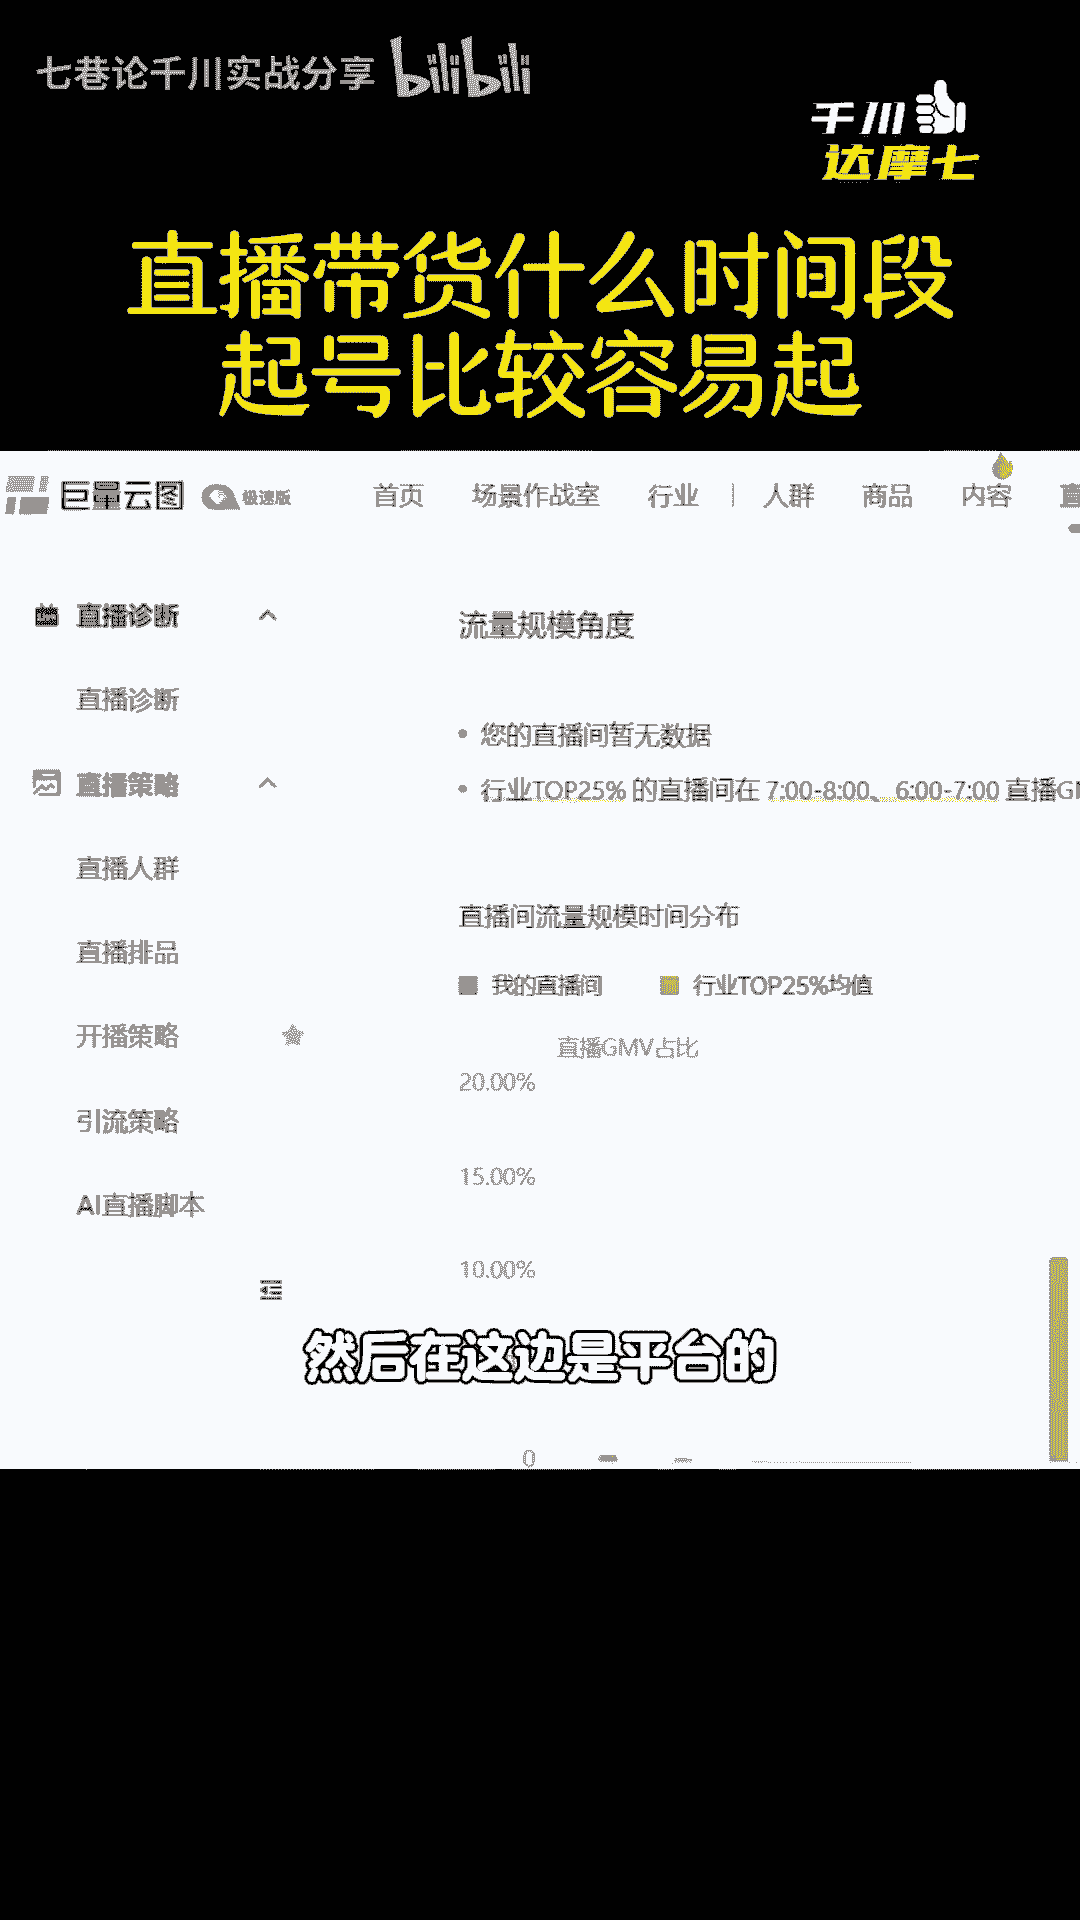 七巷论千川实战分享 bilibili
千川
达摩七
直播带货什么时间段
起号比较容易起
巨量云图 极速版 首页 场景作战室 行业 人群 商品 内容
直播诊断
流量规模角度
直播诊断
您的直播间暂无数据
直播策略
行业TOP25% 的直播间在 7:00-8:00、6:00-7:00 直播G
直播人群
直播间流量规模时间分布
直播排品
我的直播间 行业TOP25%均值
开播策略
直播GMV占比
20.00%
引流策略
15.00%
AI直播脚本
10.00%
然后在这边是平台的
0